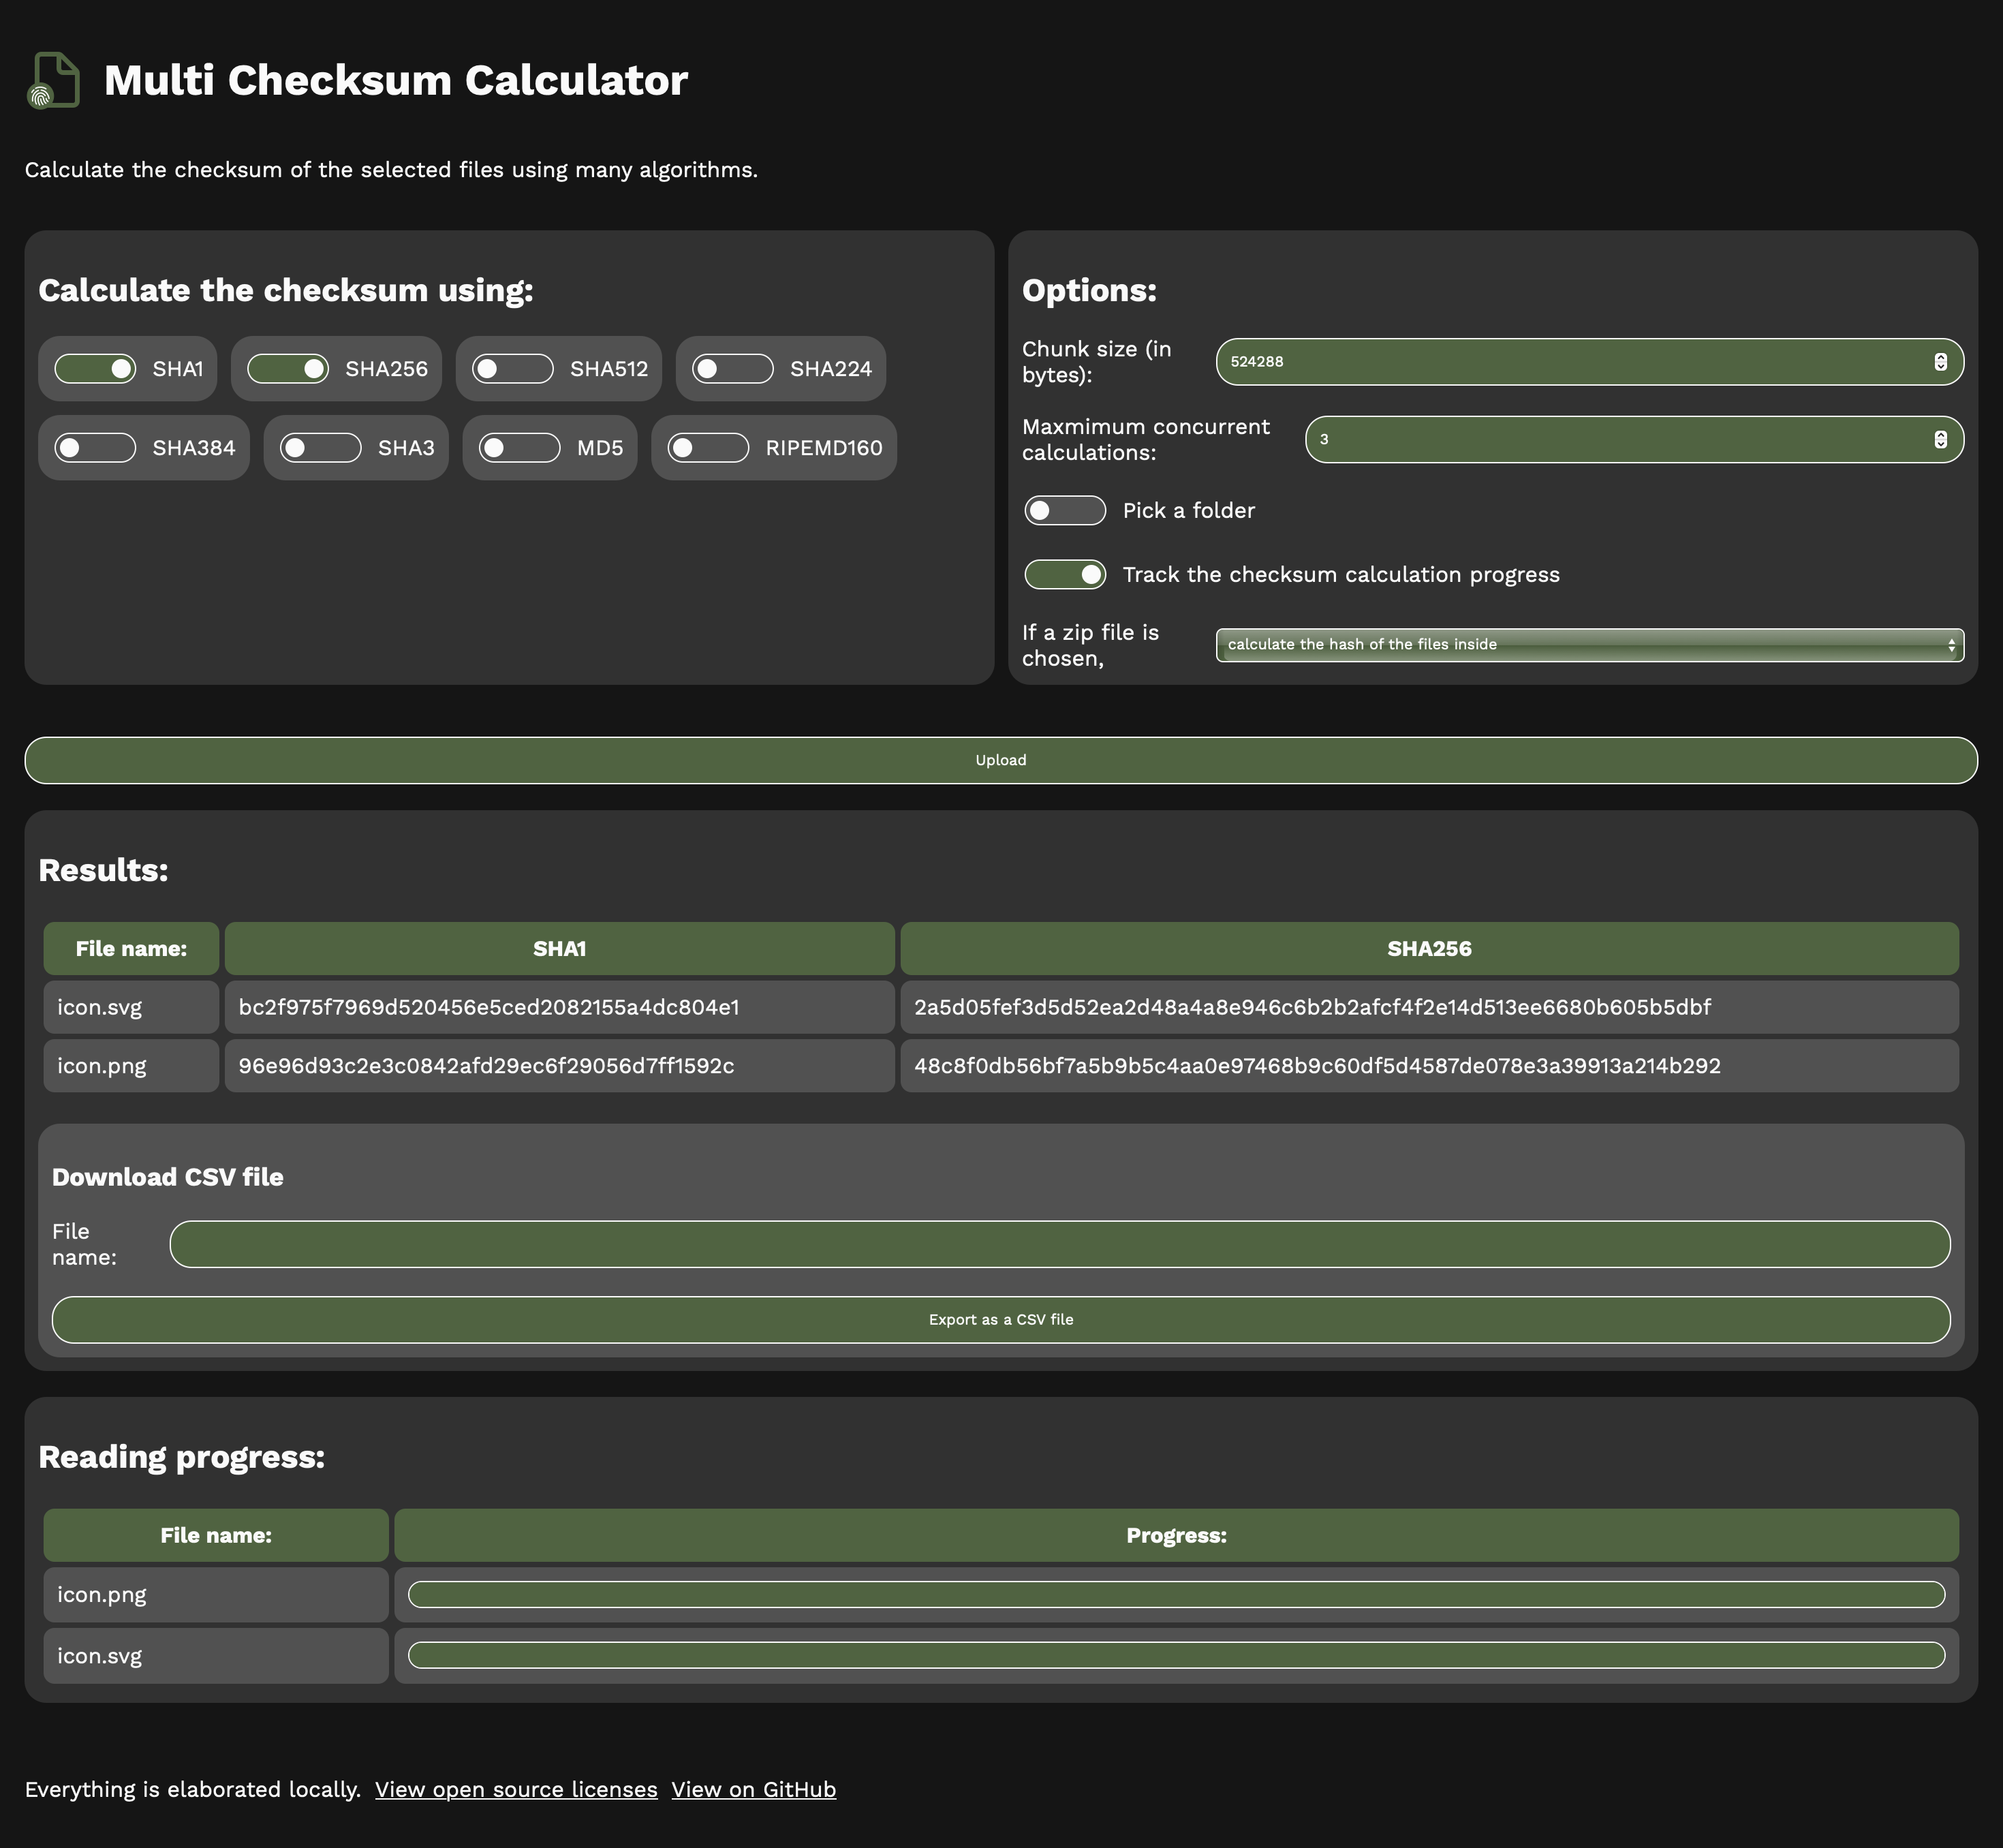 Multi Checksum Calculator
Calculate the checksum of the selected files using many algorithms.
Calculate the checksum using:
SHA1 SHA256 SHA512 SHA224
SHA384 SHA3 MD5 RIPEMD160
Options:
Chunk size (in
bytes):
524288
Maxmimum concurrent
calculations:
3
Pick a folder
Track the checksum calculation progress
If a zip file is
chosen,
calculate the hash of the files inside
Upload
Results:
File name: SHA1 SHA256
icon.svg bc2f975f7969d520456e5ced2082155a4dc804e1 2a5d05fef3d5d52ea2d48a4a8e946c6b2b2afcf4f2e14d513ee6680b605b5dbf
icon.png 96e96d93c2e3c0842afd29ec6f29056d7ff1592c 48c8f0db56bf7a5b9b5c4aa0e97468b9c60df5d4587de078e3a39913a214b292
Download CSV file
File
name:
Export as a CSV file
Reading progress:
File name: Progress:
icon.png
icon.svg
Everything is elaborated locally. View open source licenses View on GitHub